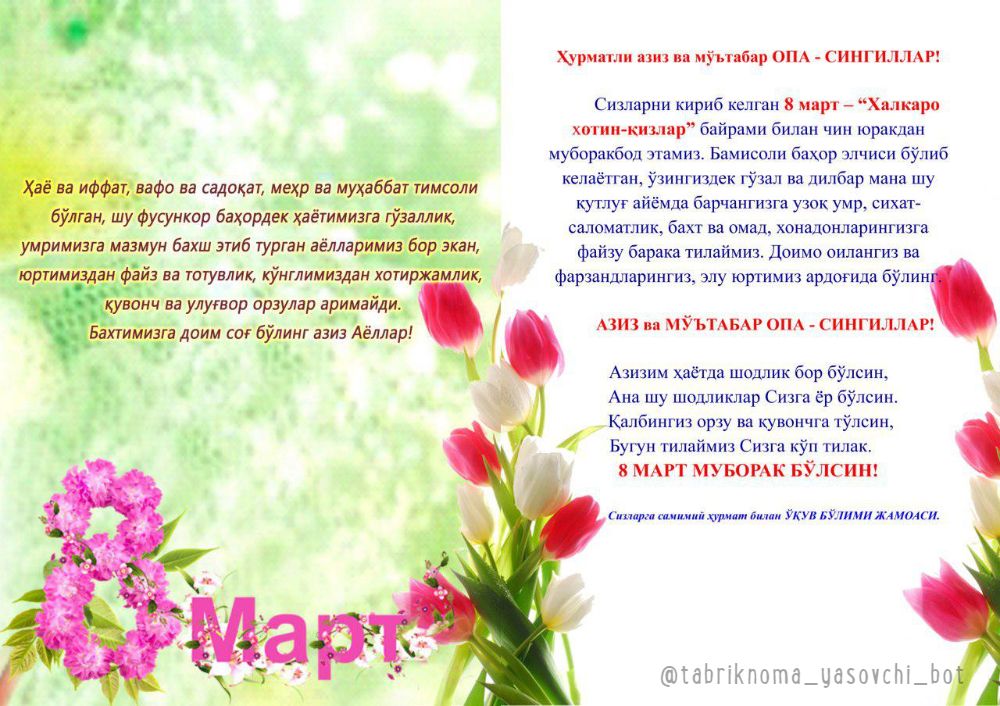 Ҳаё ва иффат, вафо ва садоқат, меҳр ва муҳаббат тимсоли
бўлган, шу фусункор баҳордек ҳаётимизга гўзаллик,
умримизга мазмун бахш этиб турган аёлларимиз бор экан,
юртимиздан файз ва тотувлик, кўнглимиздан хотиржамлик,
қувонч ва улуғвор орзулар аримайди.
Бахтимизга доим соғ бўлинг азиз Аёллар!
8 Март
Ҳурматли азиз ва мўътабар ОПА - СИНГИЛЛАР!
Сизларни кириб келган 8 март – “Халкаро
хотин-қизлар” байрами билан чин юракдан
муборакбод этамиз. Бамисоли баҳор элчиси бўлиб
келаётган, ўзингиздек гўзал ва дилбар мана шу
қутлуғ айёмда барчангизга узоқ умр, сихат-
саломатлик, бахт ва омад, хонадонларингизга
файзу барака тилаймиз. Доимо оилангиз ва
фарзандларингиз, элу юртимиз ардоғида бўлинг.
АЗИЗ ва МЎЪТАБАР ОПА - СИНГИЛЛАР!
Азизим ҳаётда шодлик бор бўлсин,
Ана шу шодликлар Сизга ёр бўлсин.
Қалбингиз орзу ва қувончга тўлсин,
Бугун тилаймиз Сизга кўп тилак.
8 МАРТ МУБОРАК БЎЛСИН!
Сизларга самимий ҳурмат билан ЎҚУВ БЎЛИМИ ЖАМОАСИ.
@tabriknoma_yasovchi_bot